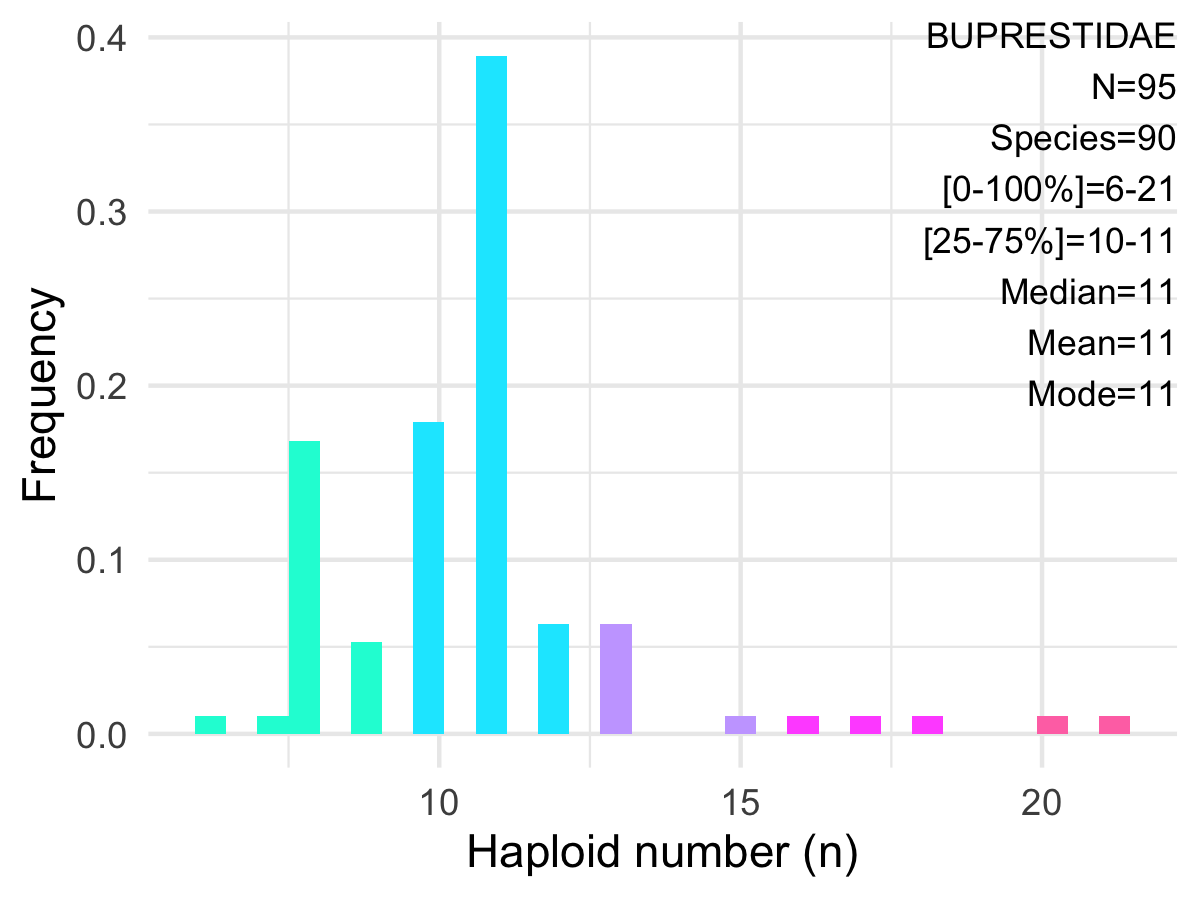 BUPRESTIDAE
N=95
Species=90
[0-100%]=6-21
[25-75%]=10-11
Median=11
Mean=11
Mode=11
0.4
0.3
0.2
0.1
0.0
Frequency
10
15
20
Haploid number (n)